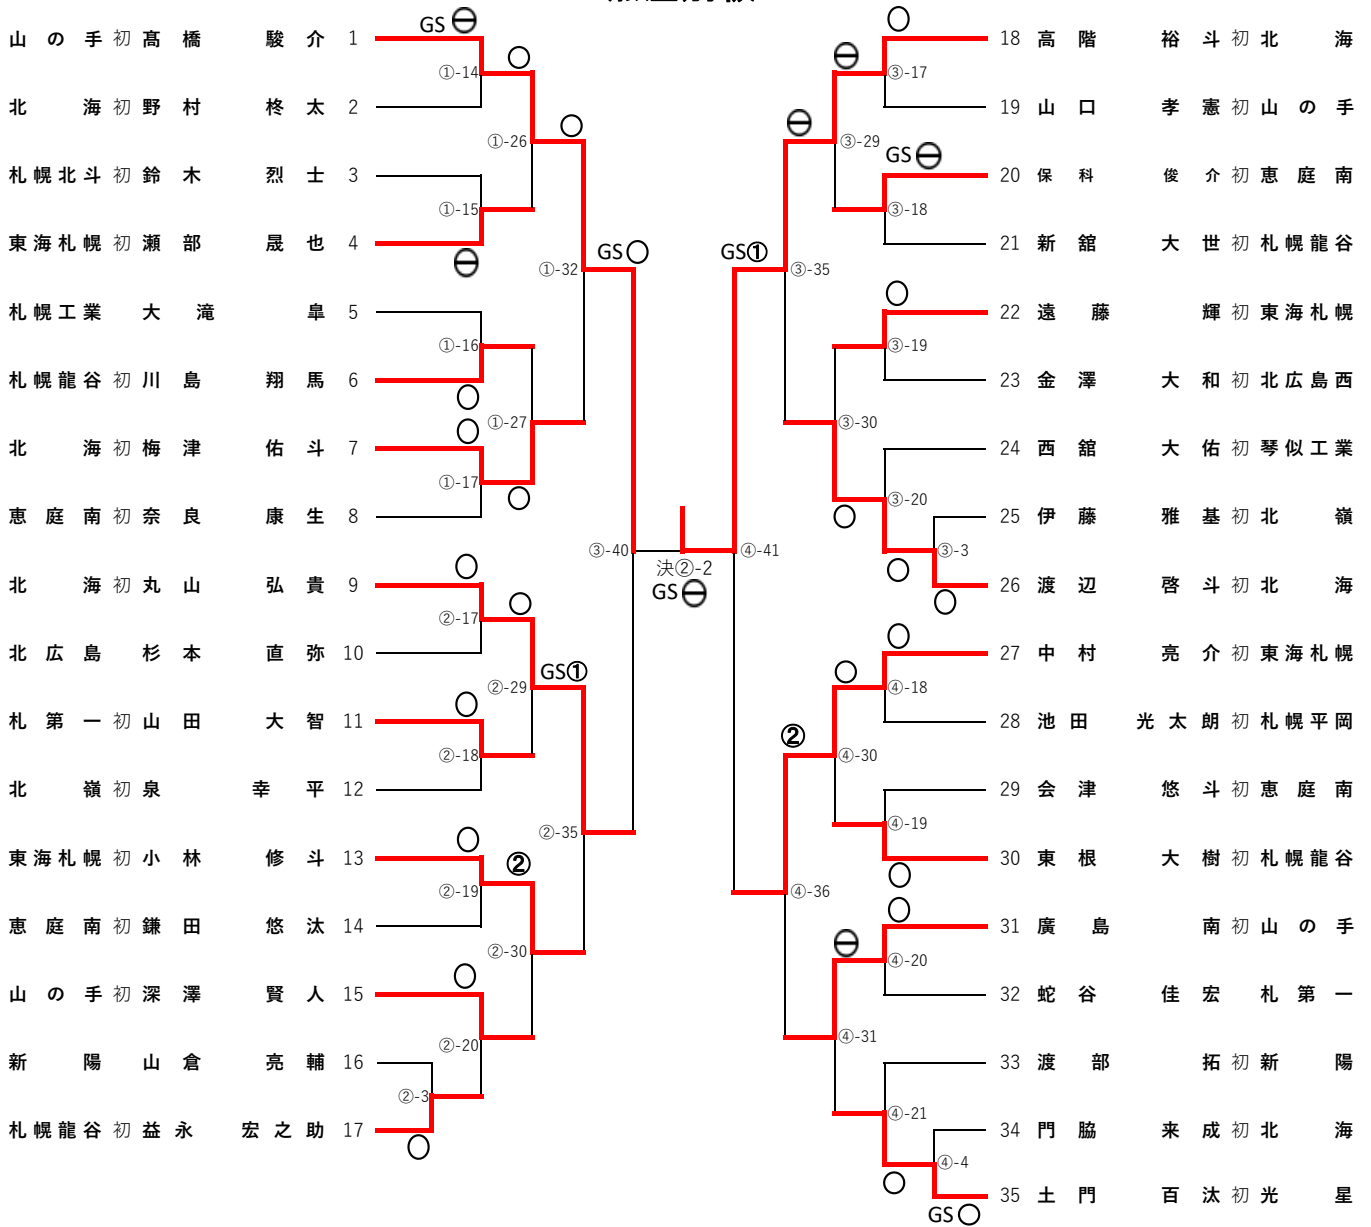 山の手 初 髙橋 駿介 1
北海 初 野村 柊太 2
札幌北斗 初 鈴木 烈士 3
東海札幌 初 瀬部 晟也 4
札幌工業 大滝 皐 5
札幌龍谷 初 川島 翔馬 6
北海 初 梅津 佑斗 7
恵庭南 初 奈良 康生 8
北海 初 丸山 弘貴 9
北広島 杉本 直弥 10
札第一 初 山田 大智 11
北嶺 初 泉 幸平 12
東海札幌 初 小林 修斗 13
恵庭南 初 鎌田 悠汰 14
山の手 初 深澤 賢人 15
新陽 山倉 亮輔 16
札幌龍谷 初 益永 宏之助 17
GS
①-14
①-15
①-16
①-17
②-17
②-18
②-19
②-20
②-3
①-26
①-27
②-29
②-30
②
①-32
②-35
GS①
GS
③-40
決②-2
GS
④-41
GS①
③-35
④-36
②
③-29
③-30
④-30
④-31
③-17
GS
③-18
③-19
③-20
③-3
④-18
④-19
④-20
④-21
④-4
GS
18 高階 裕斗 初 北海
19 山口 孝憲 初 山の手
20 保科 俊介 初 恵庭南
21 新舘 大世 初 札幌龍谷
22 遠藤 輝 初 東海札幌
23 金澤 大和 初 北広島西
24 西舘 大佑 初 琴似工業
25 伊藤 雅基 初 北嶺
26 渡辺 啓斗 初 北海
27 中村 亮介 初 東海札幌
28 池田 光太朗 初 札幌平岡
29 会津 悠斗 初 恵庭南
30 東根 大樹 初 札幌龍谷
31 廣島 南 初 山の手
32 蛇谷 佳宏 札第一
33 渡部 拓 初 新陽
34 門脇 来成 初 北海
35 土門 百汰 初 光星